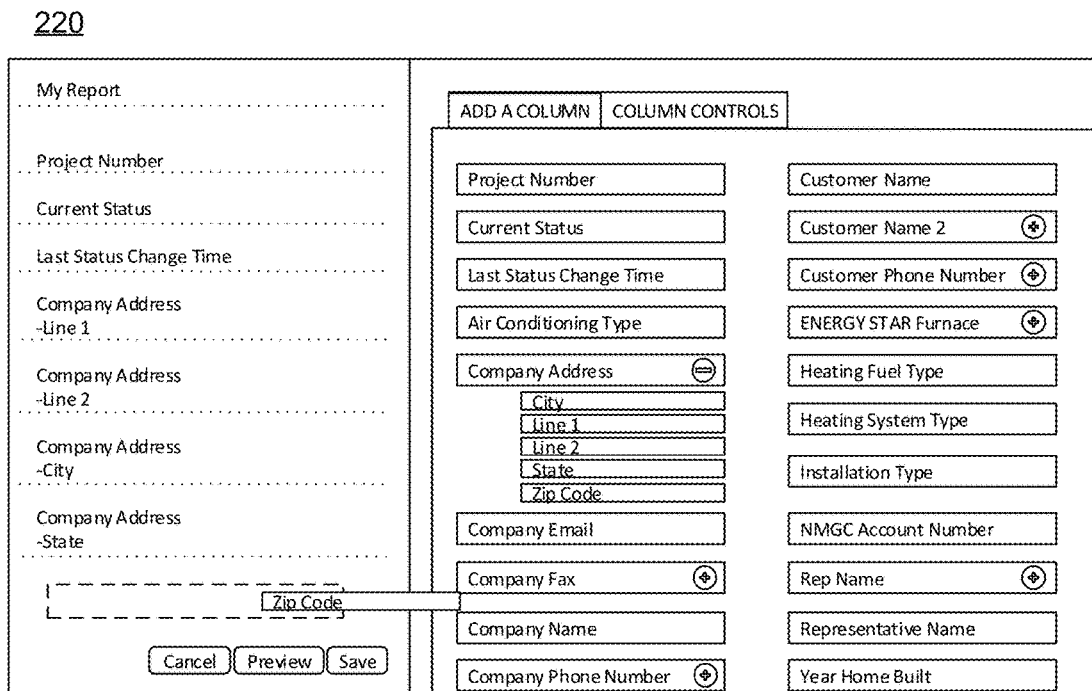 220
My Report
Project Number
Current Status
Last Status Change Time
Company Address
-Line 1
Company Address
-Line 2
Company Address
-City
Company Address
-State
Zip Code
Cancel Preview Save
ADD A COLUMN COLUMN CONTROLS
Project Number
Current Status
Last Status Change Time
Air Conditioning Type
Company Address
City
Line 1
Line 2
State
Zip Code
Company Email
Company Fax
Company Name
Company Phone Number
Customer Name
Customer Name 2
Customer Phone Number
ENERGY STAR Furnace
Heating Fuel Type
Heating System Type
Installation Type
NMGC Account Number
Rep Name
Representative Name
Year Home Built